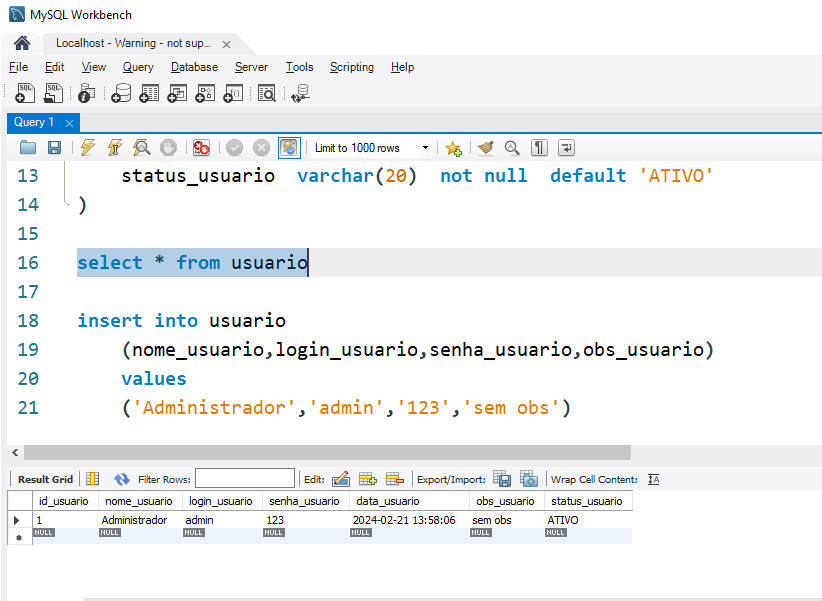 MySQL Workbench
Localhost - Warning - not sup...
File Edit View Query Database Server Tools Scripting Help
Query 1
Limit to 1000 rows
13 status_usuario varchar(20) not null default 'ATIVO'
14 )
15
16 select * from usuario
17
18 insert into usuario
19 (nome_usuario,login_usuario,senha_usuario,obs_usuario)
20 values
21 ('Administrador','admin','123','sem obs')
Result Grid Filter Rows: Edit: Export/Import: Wrap Cell Content:
id_usuario nome_usuario login_usuario senha_usuario data_usuario obs_usuario status_usuario
1 Administrador admin 123 2024-02-21 13:58:06 sem obs ATIVO
NULL NULL NULL NULL NULL NULL NULL